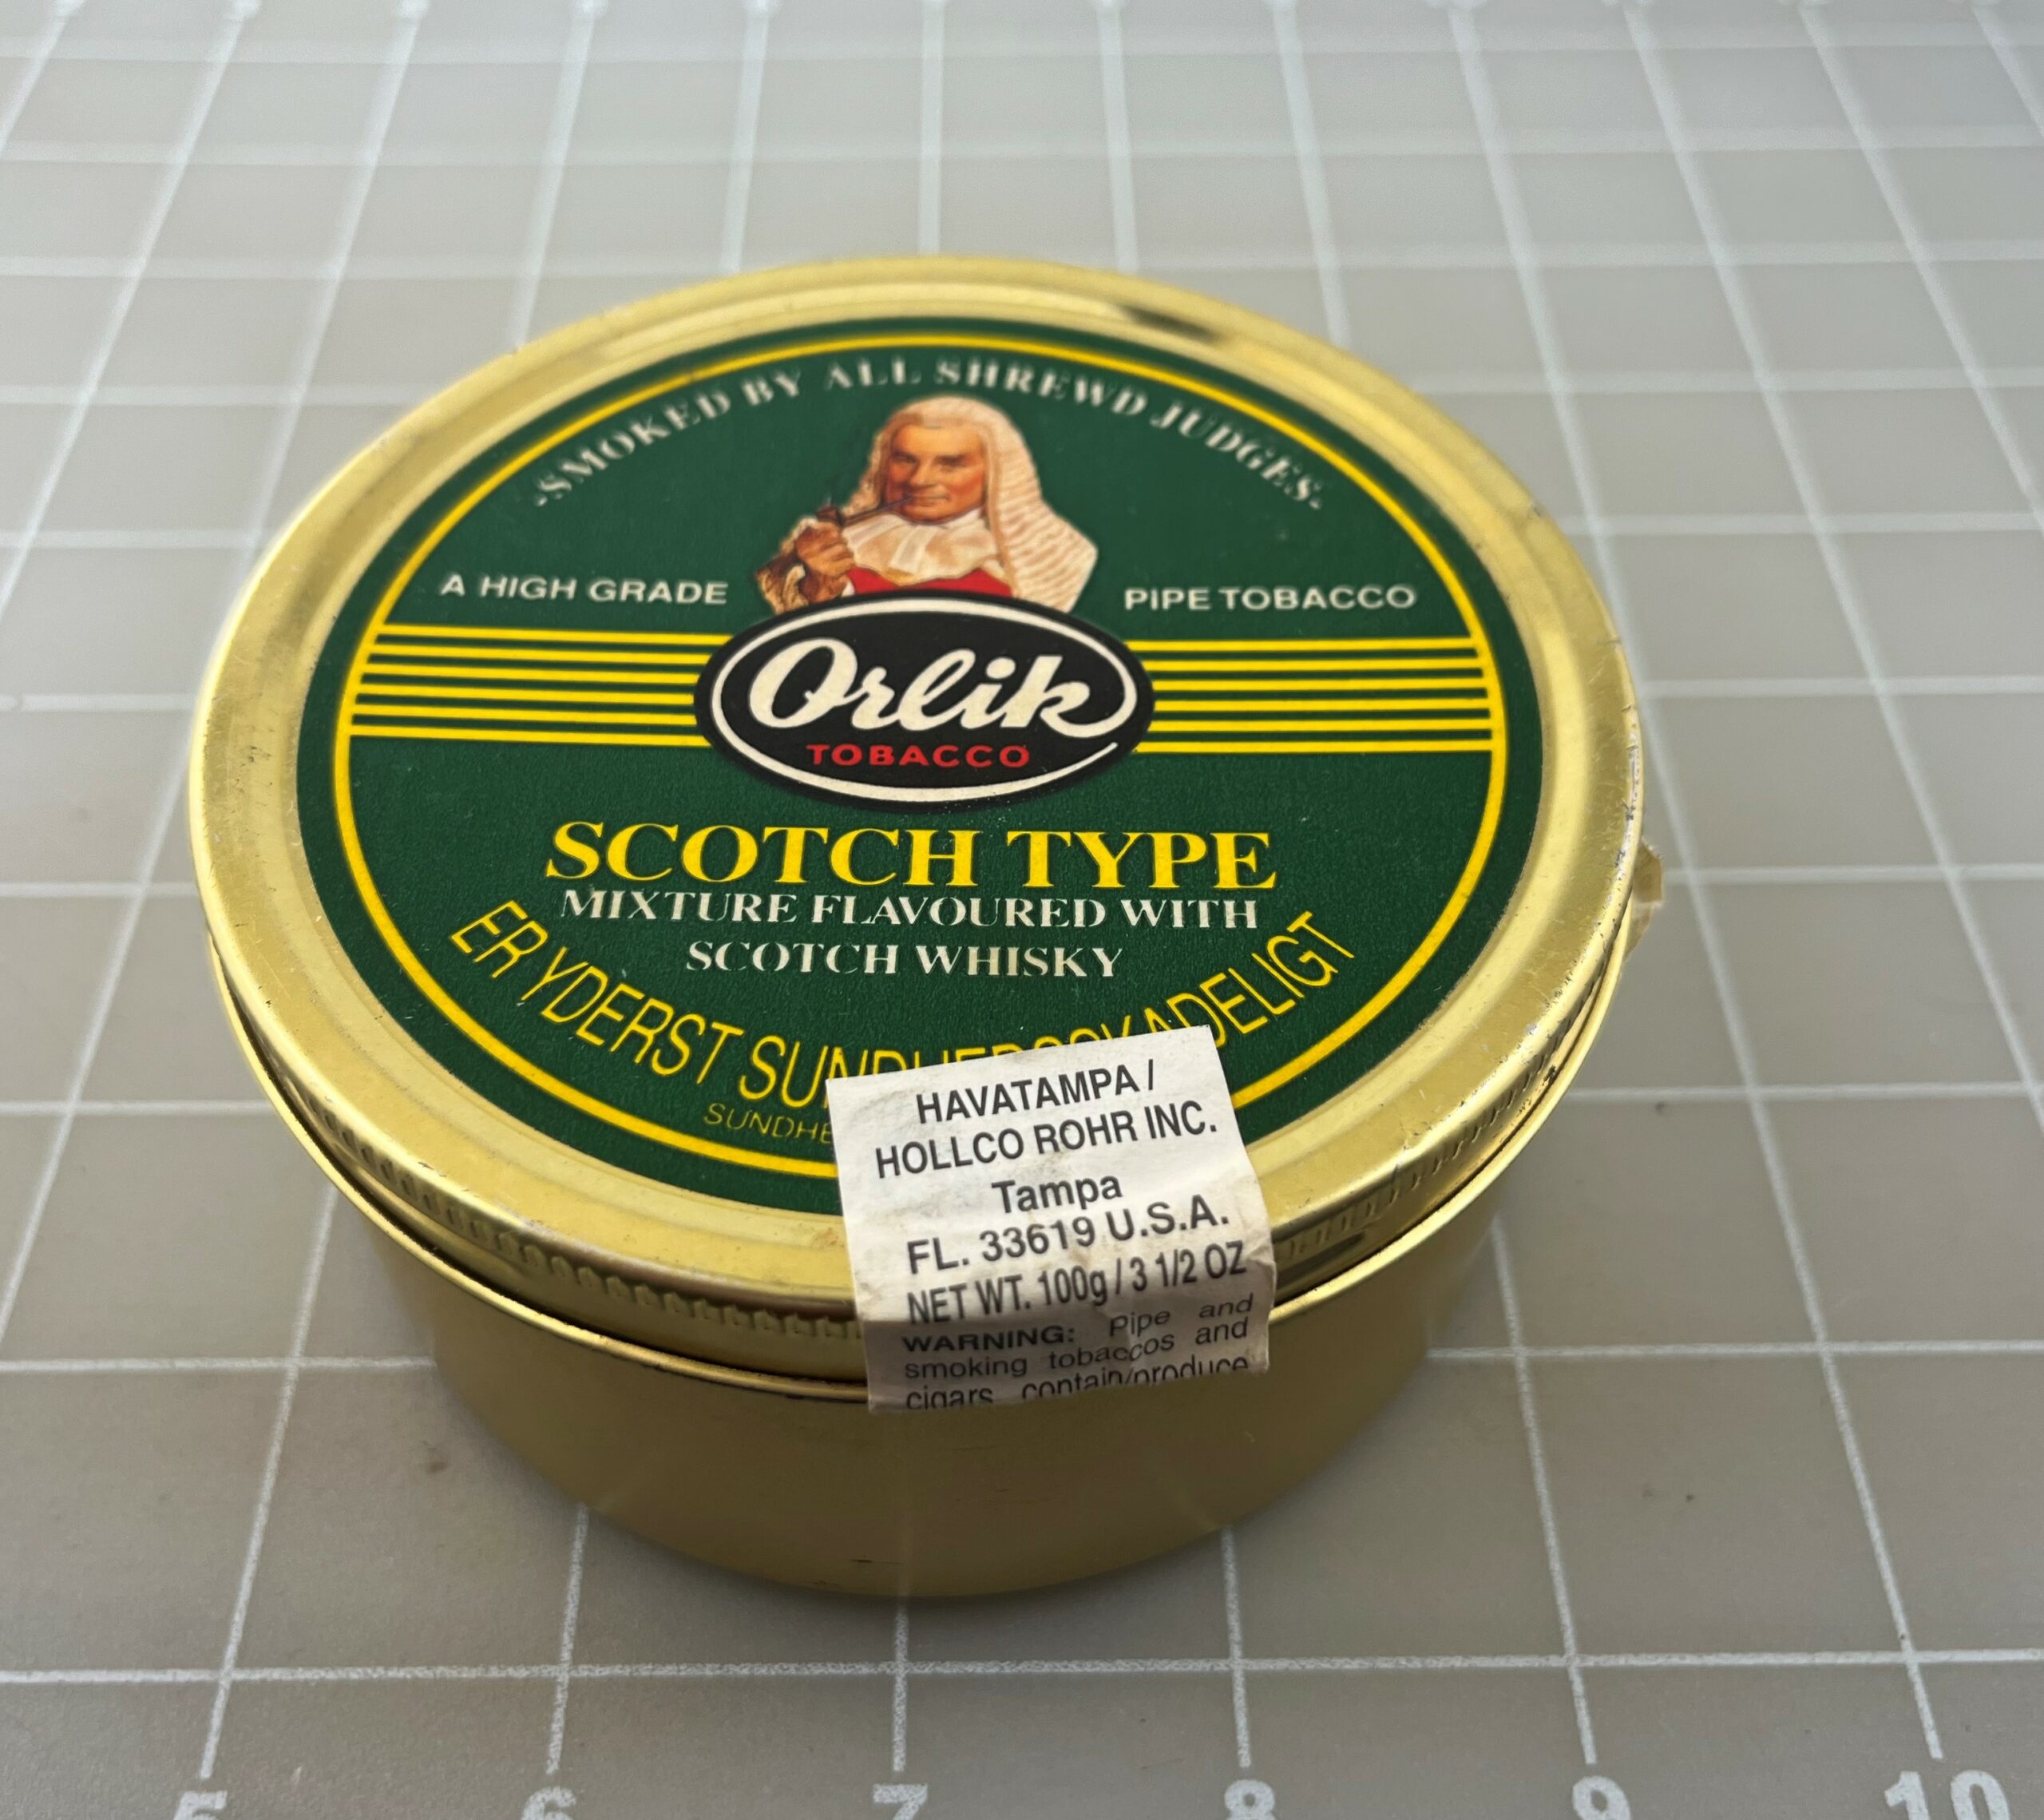 -SMOKED BY ALL SHREWD JUDGES-
A HIGH GRADE
PIPE TOBACCO
Orlik
TOBACCO
SCOTCH TYPE
MIXTURE FLAVOURED WITH
SCOTCH WHISKY
ER YDERST SUNDHEDSSKADELIGT
HAVATAMPA /
HOLLCO ROHR INC.
Tampa
FL. 33619 U.S.A.
NET WT. 100g / 3 1/2 OZ
WARNING: Pipe and
smoking tobaccos and
cigars contain/produce
5 6 7 8 9 10